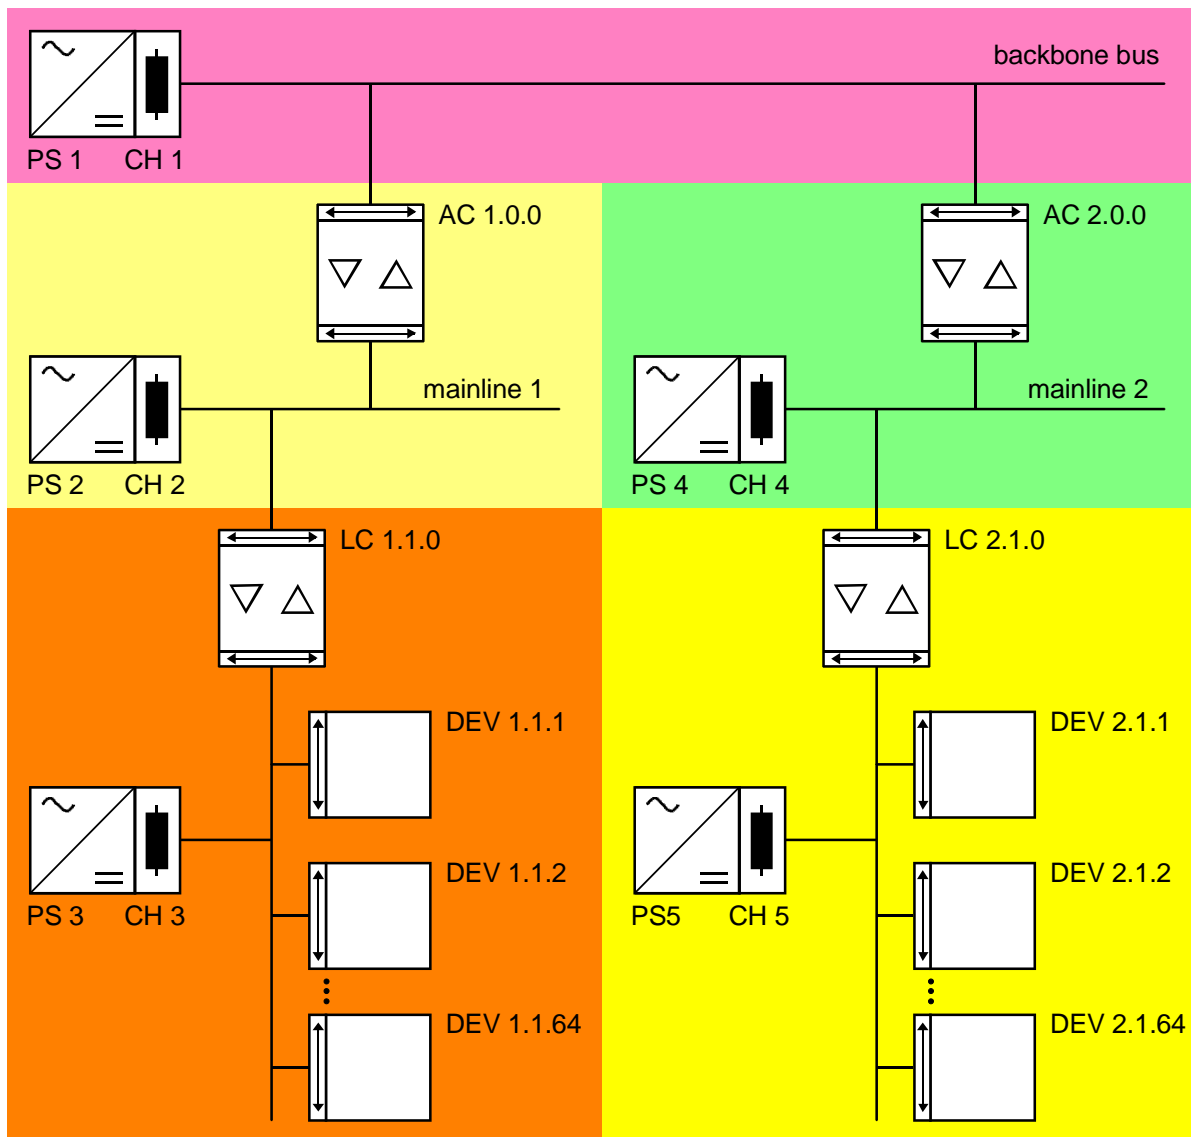 backbone bus
PS 1 CH 1
AC 1.0.0
AC 2.0.0
mainline 1
mainline 2
PS 2 CH 2
PS 4 CH 4
LC 1.1.0
LC 2.1.0
DEV 1.1.1
DEV 2.1.1
DEV 1.1.2
DEV 2.1.2
PS 3 CH 3
PS5 CH 5
DEV 1.1.64
DEV 2.1.64